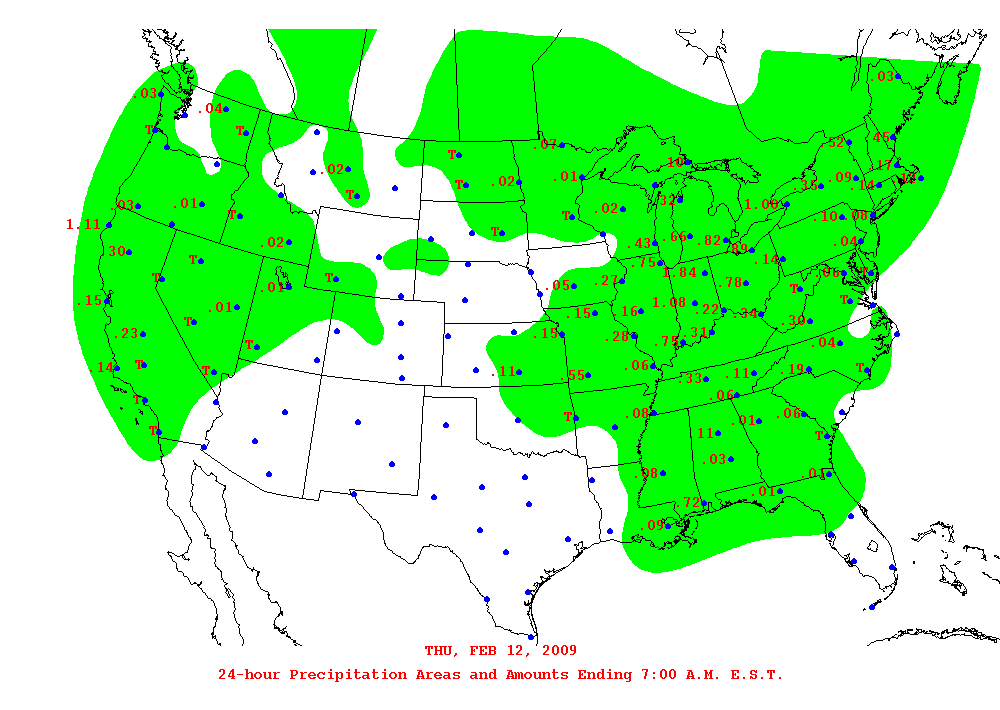 .03
.03
.04
T
T
.07
T
.10
.52
.45
.17
.02
T
T
.02
.01
.35
.09
.14
.03
.01
T
T
.02
.32
1.00
.10
.08
1.11
.30
.02
T
.43
.66
.82
.89
.04
T
T
.01
T
.75
1.84
.14
T
.15
.01
.05
.27
.78
T
T
.23
T
.15
.16
1.08
.22
.34
.30
.14
T
T
T
.15
.28
.75
.31
.04
T
.11
.55
.06
.33
.11
.19
T
T
T
.08
.06
.01
.06
T
.11
.03
.08
.01
.72
.09
THU, FEB 12, 2009
24-hour Precipitation Areas and Amounts Ending 7:00 A.M. E.S.T.